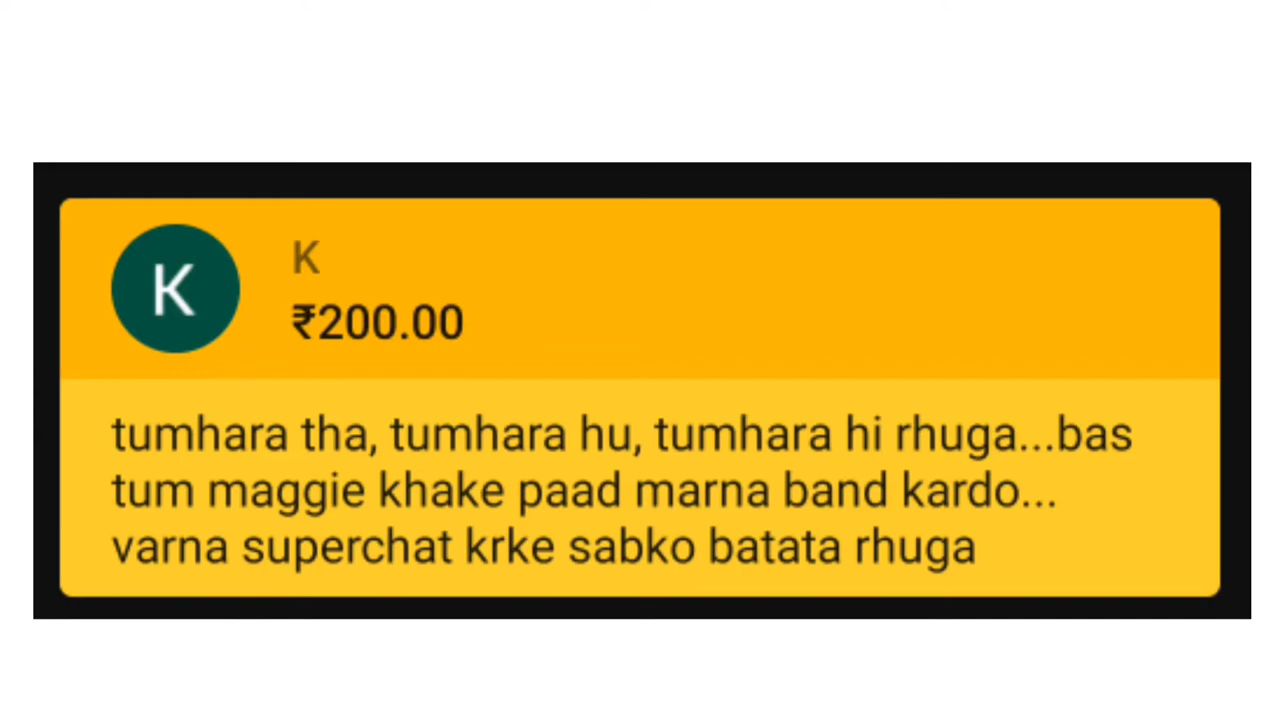 K
K
₹200.00
tumhara tha, tumhara hu, tumhara hi rhuga...bas
tum maggie khake paad marna band kardo...
varna superchat krke sabko batata rhuga